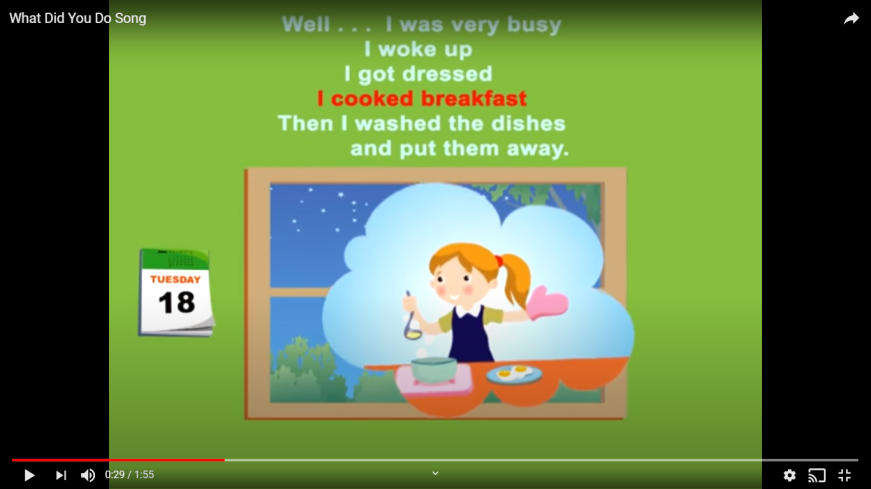 What Did You Do Song
Well . . . I was very busy
I woke up
I got dressed
I cooked breakfast
Then I washed the dishes
and put them away.
TUESDAY
18
0:29 / 1:55